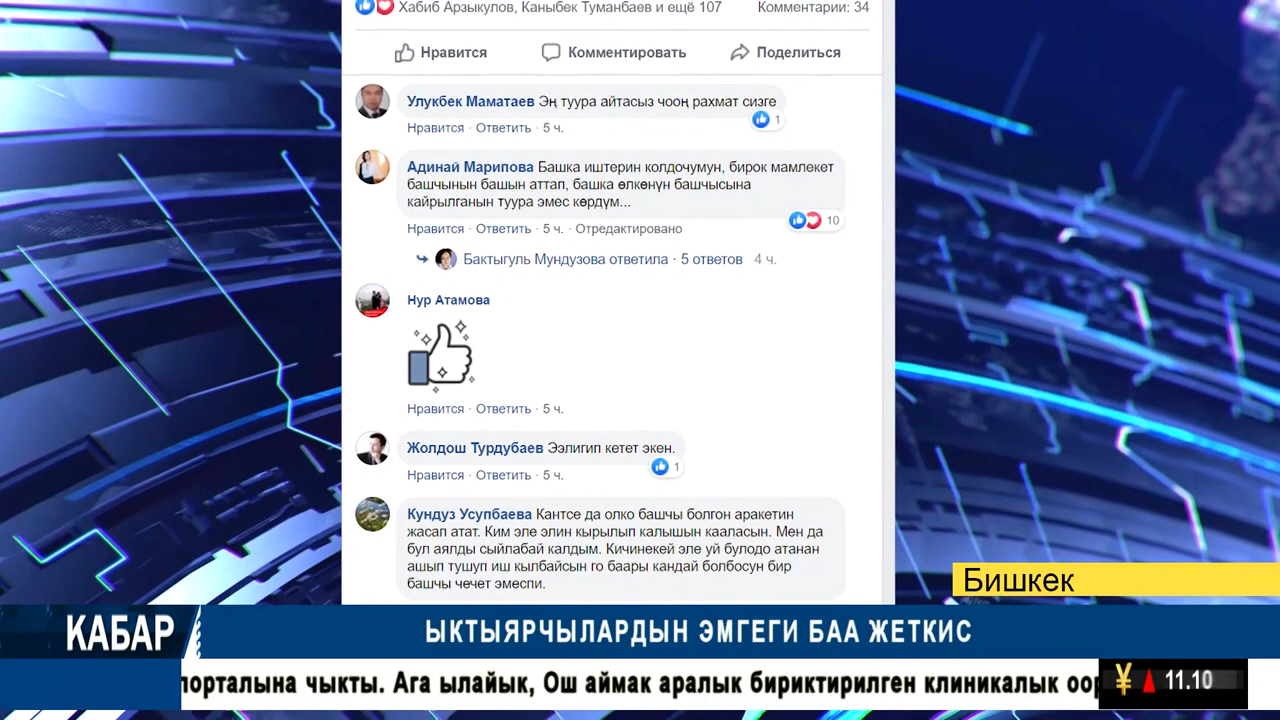 Хабиб Арзыкулов, Каныбек Туманбаев и ещё 107 Комментарии: 34
Нравится Комментировать Поделиться
Улукбек Маматаев Эң туура айтасыз чооң рахмат сизге
1
Нравится · Ответить · 5 ч.
Адинай Марипова Башка иштерин колдочумун, бирок мамлекет
башчынын башын аттап, башка өлкөнүн башчысына
кайрылганын туура эмес көрдүм...
10
Нравится · Ответить · 5 ч. · Отредактировано
Бактыгуль Мундузова ответила · 5 ответов 4 ч.
Нур Атамова
Нравится · Ответить · 5 ч.
Жолдош Турдубаев Ээлигип кетет экен.
1
Нравится · Ответить · 5 ч.
Кундуз Усупбаева Кантсе да олко башчы болгон аракетин
жасап атат. Ким эле элин кырылып калышын кааласын. Мен да
бул аялды сыйлабай калдым. Кичинекей эле уй булодо атанан
ашып тушуп иш кылбайсын го баары кандай болбосун бир
башчы чечет эмеспи.
Бишкек
КАБАР ЫКТЫЯРЧЫЛАРДЫН ЭМГЕГИ БАА ЖЕТКИС
порталына чыкты. Ага ылайык, Ош аймак аралык бириктирилген клиникалык оор
¥ ▲ 11.10